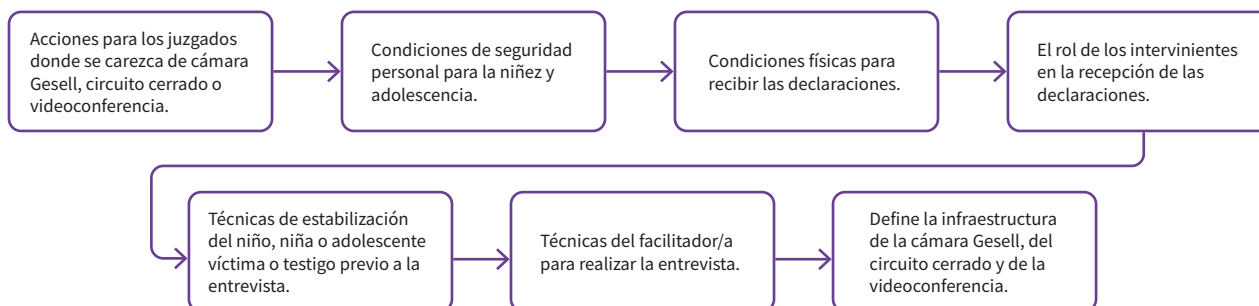 Acciones para los juzgados
donde se carezca de cámara
Gesell, circuito cerrado o
videoconferencia.
Condiciones de seguridad
personal para la niñez y
adolescencia.
Condiciones físicas para
recibir las declaraciones.
El rol de los intervinientes
en la recepción de las
declaraciones.
Técnicas de estabilización
del niño, niña o adolescente
víctima o testigo previo a la
entrevista.
Técnicas del facilitador/a
para realizar la entrevista.
Define la infraestructura
de la cámara Gesell, del
circuito cerrado y de la
videoconferencia.